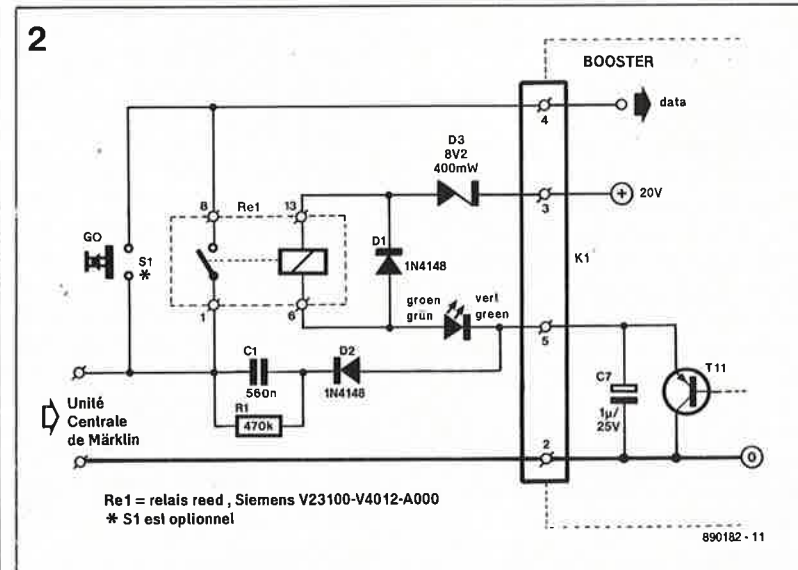 2
BOOSTER
data
4
D3
8V2
400mW
3
20V
8
Re1
13
GO
S1
*
D1
1N4148
K1
groen
grün
vert
green
1
6
5
C1
560n
D2
1N4148
T11
C7
1µ/
25V
R1
470k
Unité
Centrale
de Märklin
2
0
Re1 = relais reed , Siemens V23100-V4012-A000
* S1 est optionnel
890182 - 11